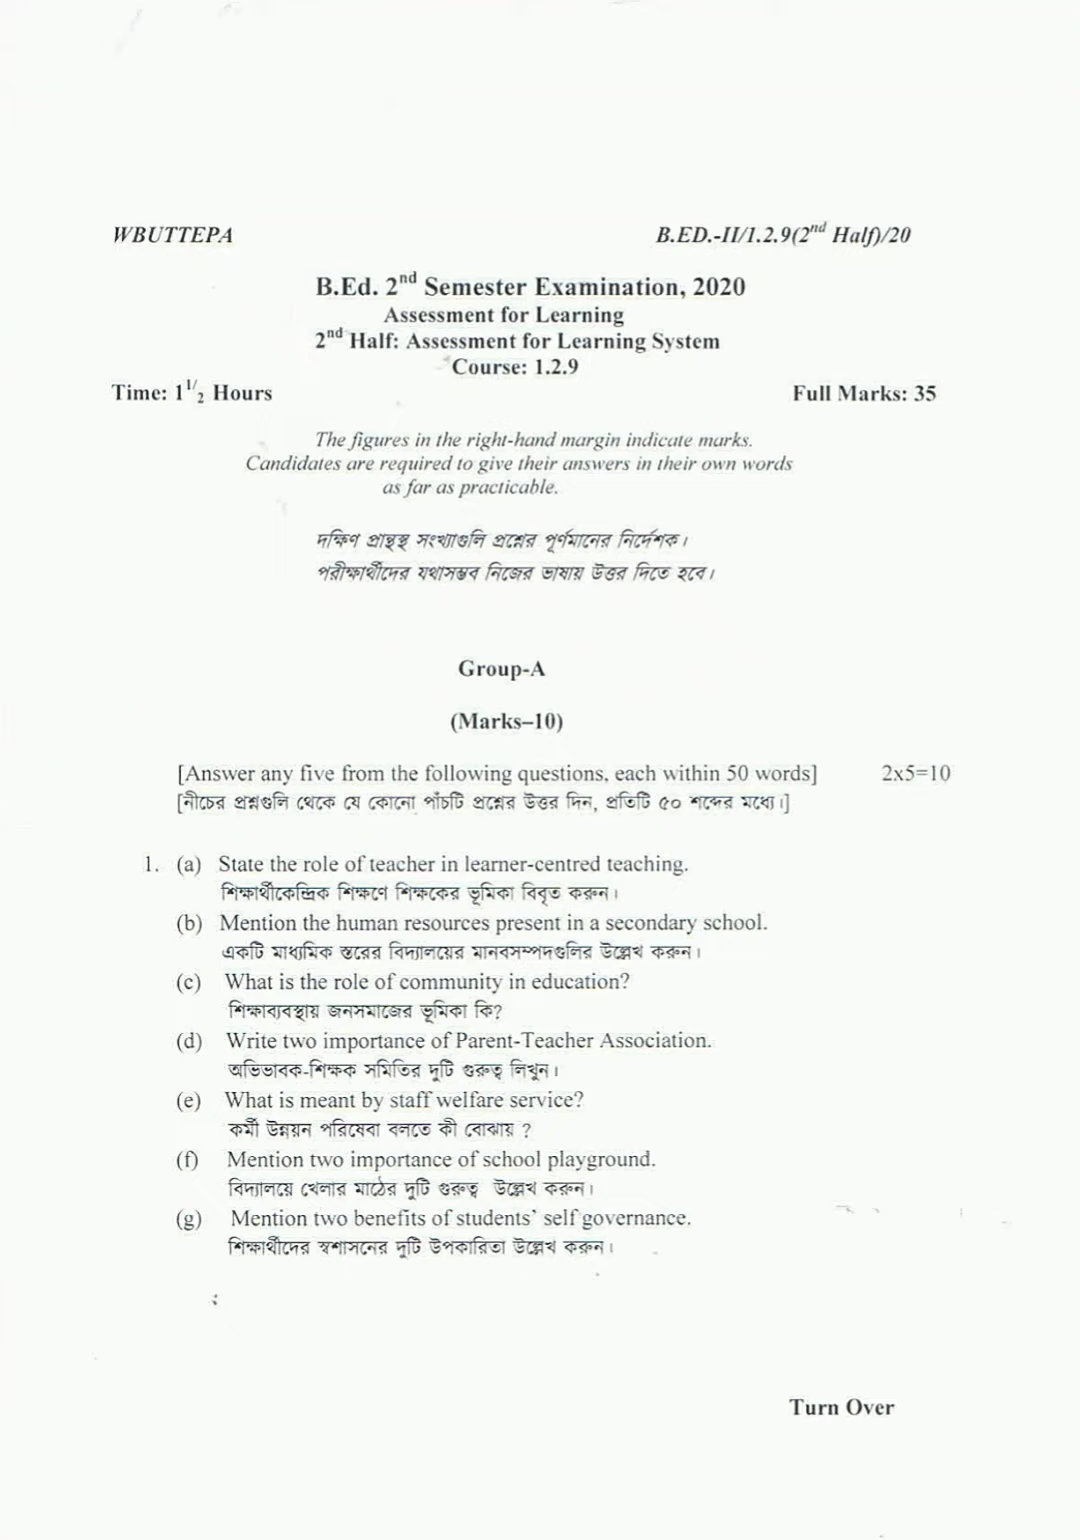 WBUTTEPA B.ED.-II/1.2.9(2nd Half)/20
B.Ed. 2nd Semester Examination, 2020
Assessment for Learning
2nd Half: Assessment for Learning System
Course: 1.2.9
Time: 1 1/2 Hours Full Marks: 35
The figures in the right-hand margin indicate marks.
Candidates are required to give their answers in their own words
as far as practicable.
দক্ষিণ প্রান্তস্থ সংখ্যাগুলি প্রশ্নের পূর্ণমানের নির্দেশক।
পরীক্ষার্থীদের যথাসম্ভব নিজের ভাষায় উত্তর দিতে হবে।
Group-A
(Marks–10)
[Answer any five from the following questions, each within 50 words] 2x5=10
[নীচের প্রশ্নগুলি থেকে যে কোনো পাঁচটি প্রশ্নের উত্তর দিন, প্রতিটি ৫০ শব্দের মধ্যে।]
1. (a) State the role of teacher in learner-centred teaching.
শিক্ষার্থীকেন্দ্রিক শিক্ষণে শিক্ষকের ভূমিকা বিবৃত করুন।
(b) Mention the human resources present in a secondary school.
একটি মাধ্যমিক স্তরের বিদ্যালয়ের মানবসম্পদগুলির উল্লেখ করুন।
(c) What is the role of community in education?
শিক্ষাব্যবস্থায় জনসমাজের ভূমিকা কি?
(d) Write two importance of Parent-Teacher Association.
অভিভাবক-শিক্ষক সমিতির দুটি গুরুত্ব লিখুন।
(e) What is meant by staff welfare service?
কর্মী উন্নয়ন পরিষেবা বলতে কী বোঝায় ?
(f) Mention two importance of school playground.
বিদ্যালয়ে খেলার মাঠের দুটি গুরুত্ব উল্লেখ করুন।
(g) Mention two benefits of students' self governance.
শিক্ষার্থীদের স্বশাসনের দুটি উপকারিতা উল্লেখ করুন।
Turn Over